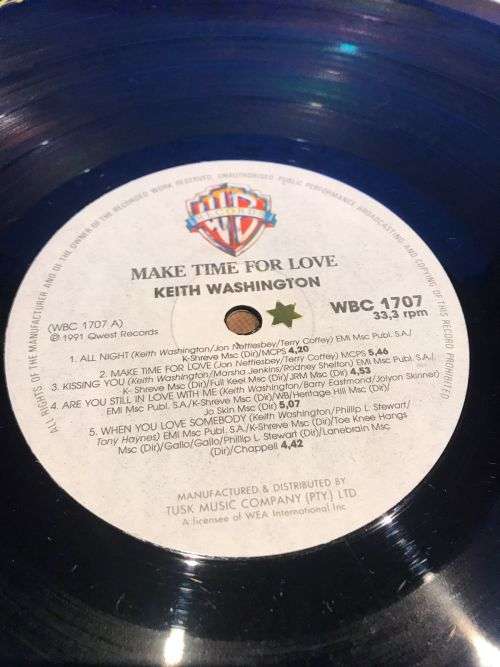 ALL RIGHTS OF THE MANUFACTURER AND OF THE OWNER OF THE RECORDED WORK RESERVED. UNAUTHORISED PUBLIC PERFORMANCE BROADCASTING AND COPYING OF THIS RECORD PROHIBITED
WB
RECORDS
MAKE TIME FOR LOVE
KEITH WASHINGTON
(WBC 1707 A)
℗ 1991 Qwest Records
WBC 1707
33,3 rpm
1. ALL NIGHT (Keith Washington/Jon Nettlesbey/Terry Coffey) EMI Msc Publ. S.A./
K-Shreve Msc (Dir)/MCPS 4,20
2. MAKE TIME FOR LOVE (Jon Nettlesbey/Terry Coffey) MCPS 5,46
3. KISSING YOU (Keith Washington/Marsha Jenkins/Rodney Shelton) EMI Msc Publ. S.A./
K- Shreve Msc (Dir)/Full Keel Msc (Dir)/JRM Msc (Dir) 4,53
4. ARE YOU STILL IN LOVE WITH ME (Keith Washington/Barry Eastmond/Jolyon Skinner)
EMI Msc Publ. S.A./K-Shreve Msc (Dir)/WB/Heritage Hill Msc (Dir)/
Jo Skin Msc (Dir) 5,07
5. WHEN YOU LOVE SOMEBODY (Keith Washington/Phillip L. Stewart/
Tony Haynes) EMI Msc Publ. S.A./K-Shreve Msc (Dir)/Toe Knee Hangs
Msc (Dir)/Gallo/Gallo/Phillip L. Stewart (Dir)/Lanebrain Msc
(Dir)/Chappell 4,42
MANUFACTURED & DISTRIBUTED BY
TUSK MUSIC COMPANY (PTY) LTD
A licensee of WEA International Inc